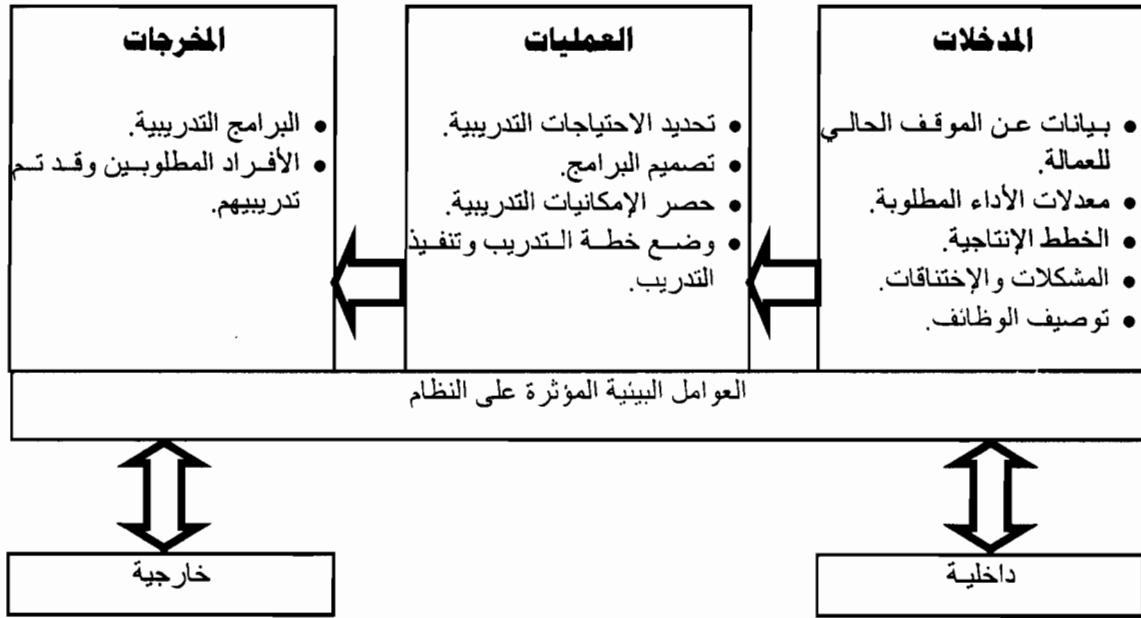 المدخلات
• بيانات عن الموقف الحالي
للعمالة.
• معدلات الأداء المطلوبة.
• الخطط الإنتاجية.
• المشكلات والإختناقات.
• توصيف الوظائف.
العمليات
• تحديد الاحتياجات التدريبية.
• تصميم البرامج.
• حصر الإمكانيات التدريبية.
• وضع خطة التدريب وتنفيذ
التدريب.
المخرجات
• البرامج التدريبية.
• الأفراد المطلوبين وقد تم
تدريبيهم.
العوامل البيئية المؤثرة على النظام
داخلية
خارجية